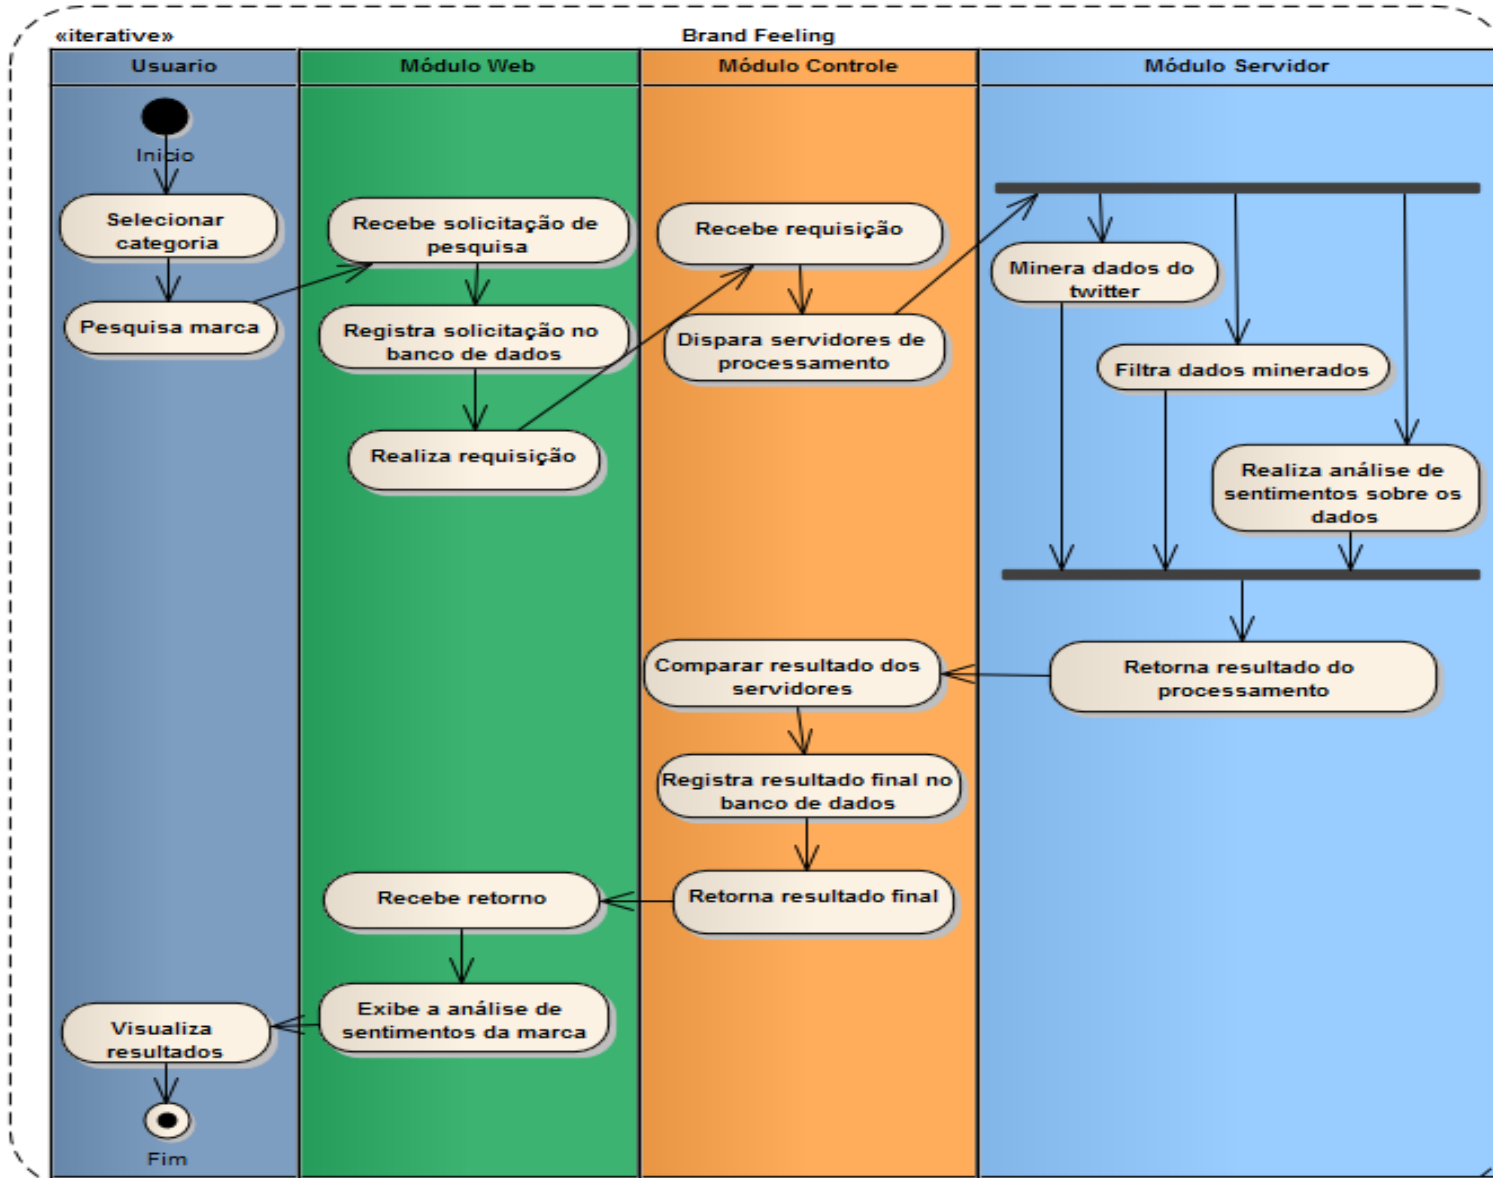 «iterative»
Brand Feeling
Usuario
Módulo Web
Módulo Controle
Módulo Servidor
Inicio
Selecionar
categoria
Pesquisa marca
Recebe solicitação de
pesquisa
Registra solicitação no
banco de dados
Realiza requisição
Recebe requisição
Dispara servidores de
processamento
Minera dados do
twitter
Filtra dados minerados
Realiza análise de
sentimentos sobre os
dados
Retorna resultado do
processamento
Comparar resultado dos
servidores
Registra resultado final no
banco de dados
Retorna resultado final
Recebe retorno
Exibe a análise de
sentimentos da marca
Visualiza
resultados
Fim